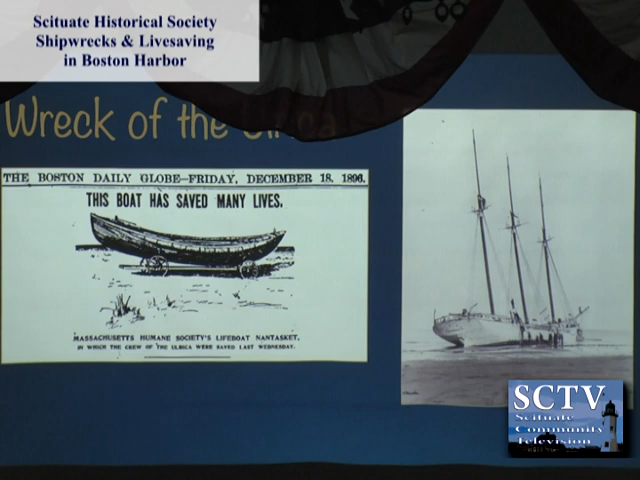 Scituate Historical Society
Shipwrecks & Livesaving
in Boston Harbor
Wreck of the Ulrica
THE BOSTON DAILY GLOBE—FRIDAY, DECEMBER 18, 1896.
THIS BOAT HAS SAVED MANY LIVES.
MASSACHUSETTS HUMANE SOCIETY'S LIFEBOAT NANTASKET,
IN WHICH THE CREW OF THE ULRICA WERE SAVED LAST WEDNESDAY.
SCTV
Scituate
Community
Television